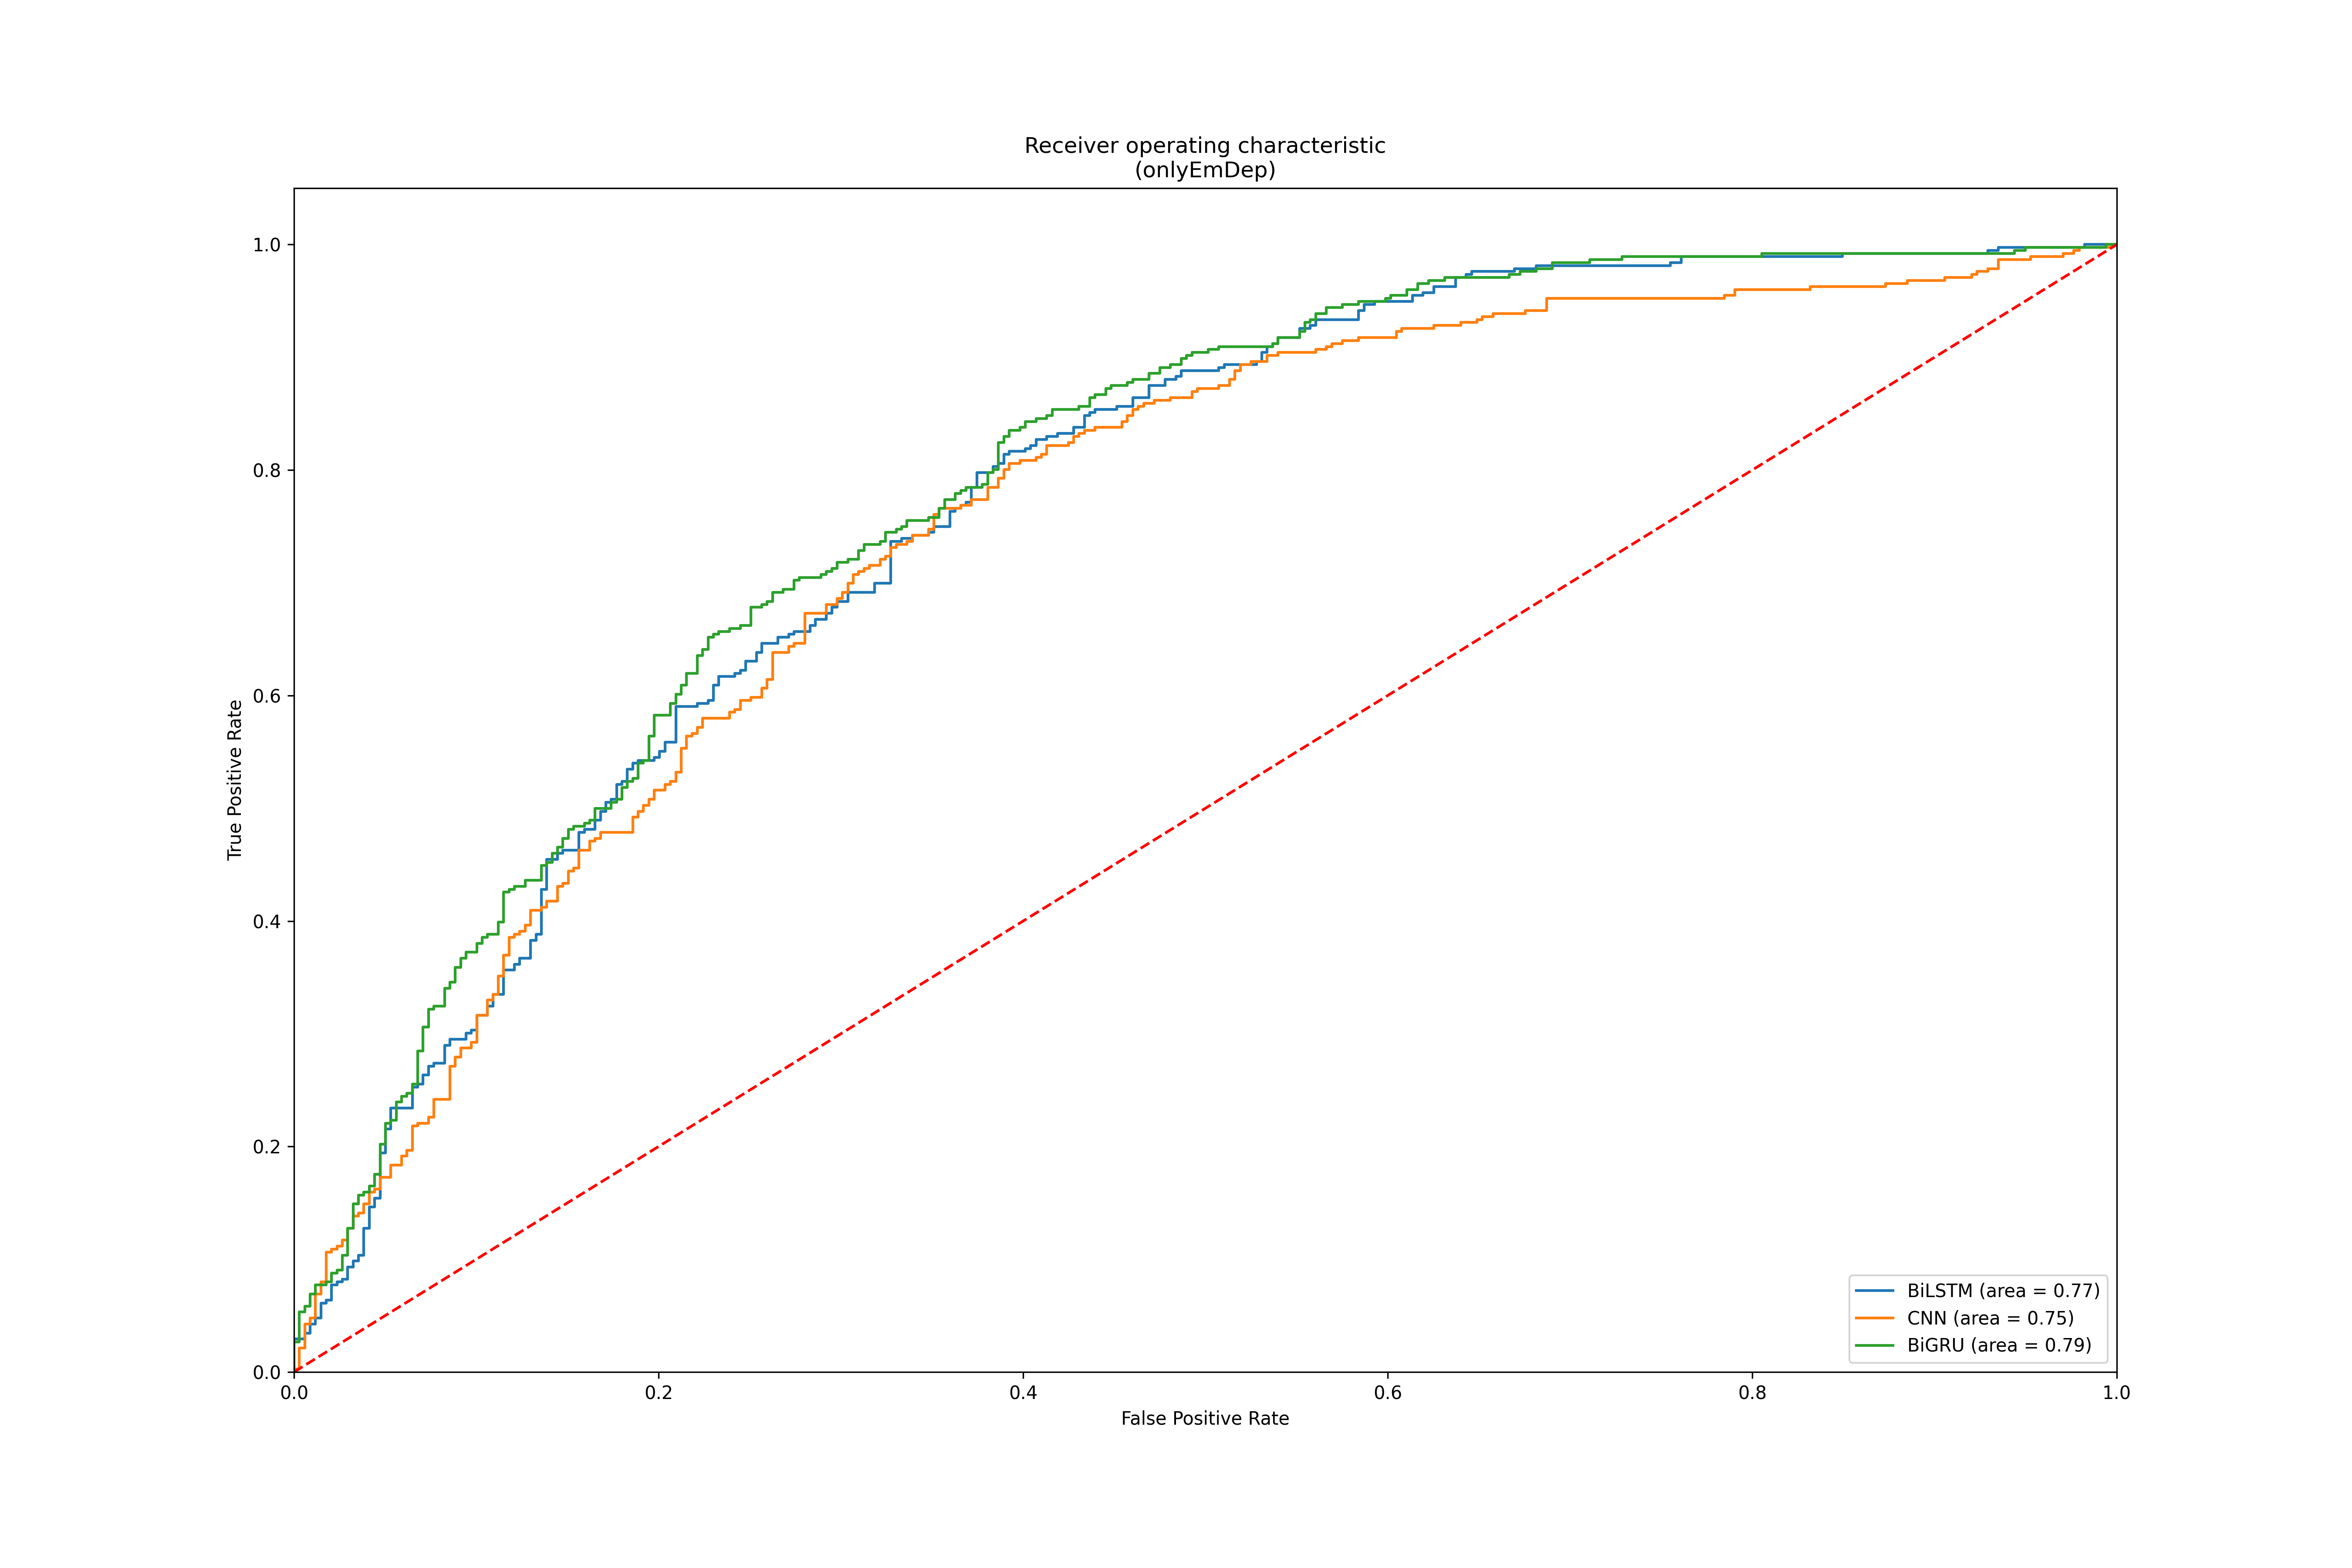 Receiver operating characteristic
(onlyEmDep)
True Positive Rate
1.0
0.8
0.6
0.4
0.2
0.0
0.0 0.2 0.4 0.6 0.8 1.0
False Positive Rate
BiLSTM (area = 0.77)
CNN (area = 0.75)
BiGRU (area = 0.79)